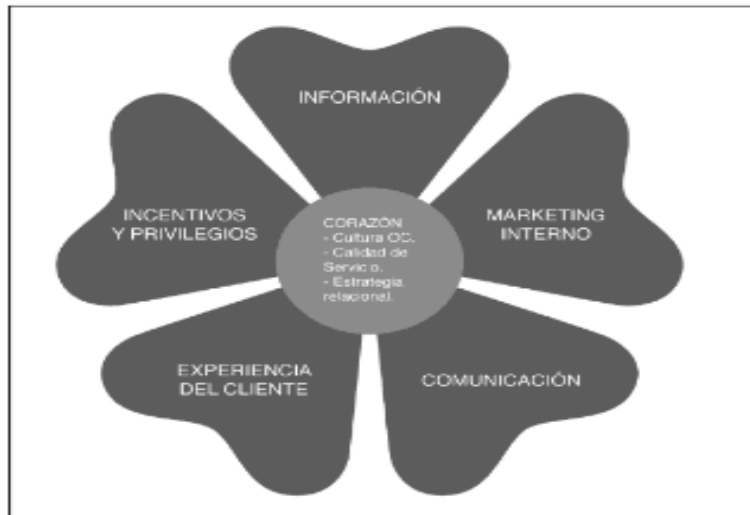 INFORMACIÓN
INCENTIVOS
Y PRIVILEGIOS
CORAZÓN
- Cultura OC.
- Calidad de
Servicio.
- Estrategia
relacional.
MARKETING
INTERNO
EXPERIENCIA
DEL CLIENTE
COMUNICACIÓN